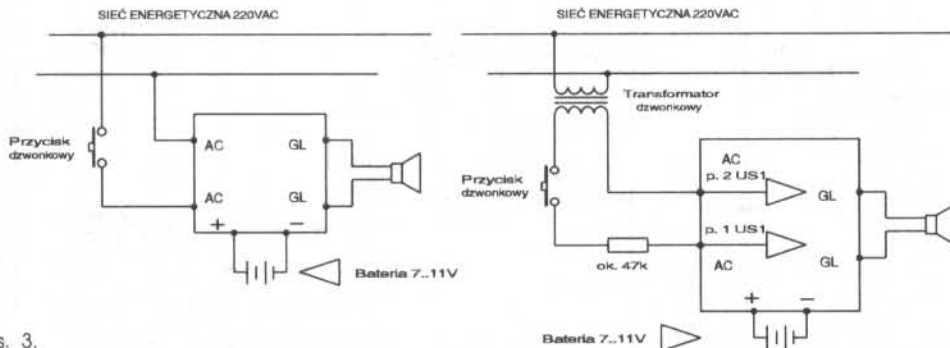 SIEĆ ENERGETYCZNA 220VAC
Przycisk
dzwonkowy
AC
GL
AC
GL
+
−
Bateria 7..11V
s. 3.
SIEĆ ENERGETYCZNA 220VAC
Transformator
dzwonkowy
Przycisk
dzwonkowy
AC
p. 2 US1
GL
p. 1 US1
ok. 47k
AC
GL
+
−
Bateria 7..11V